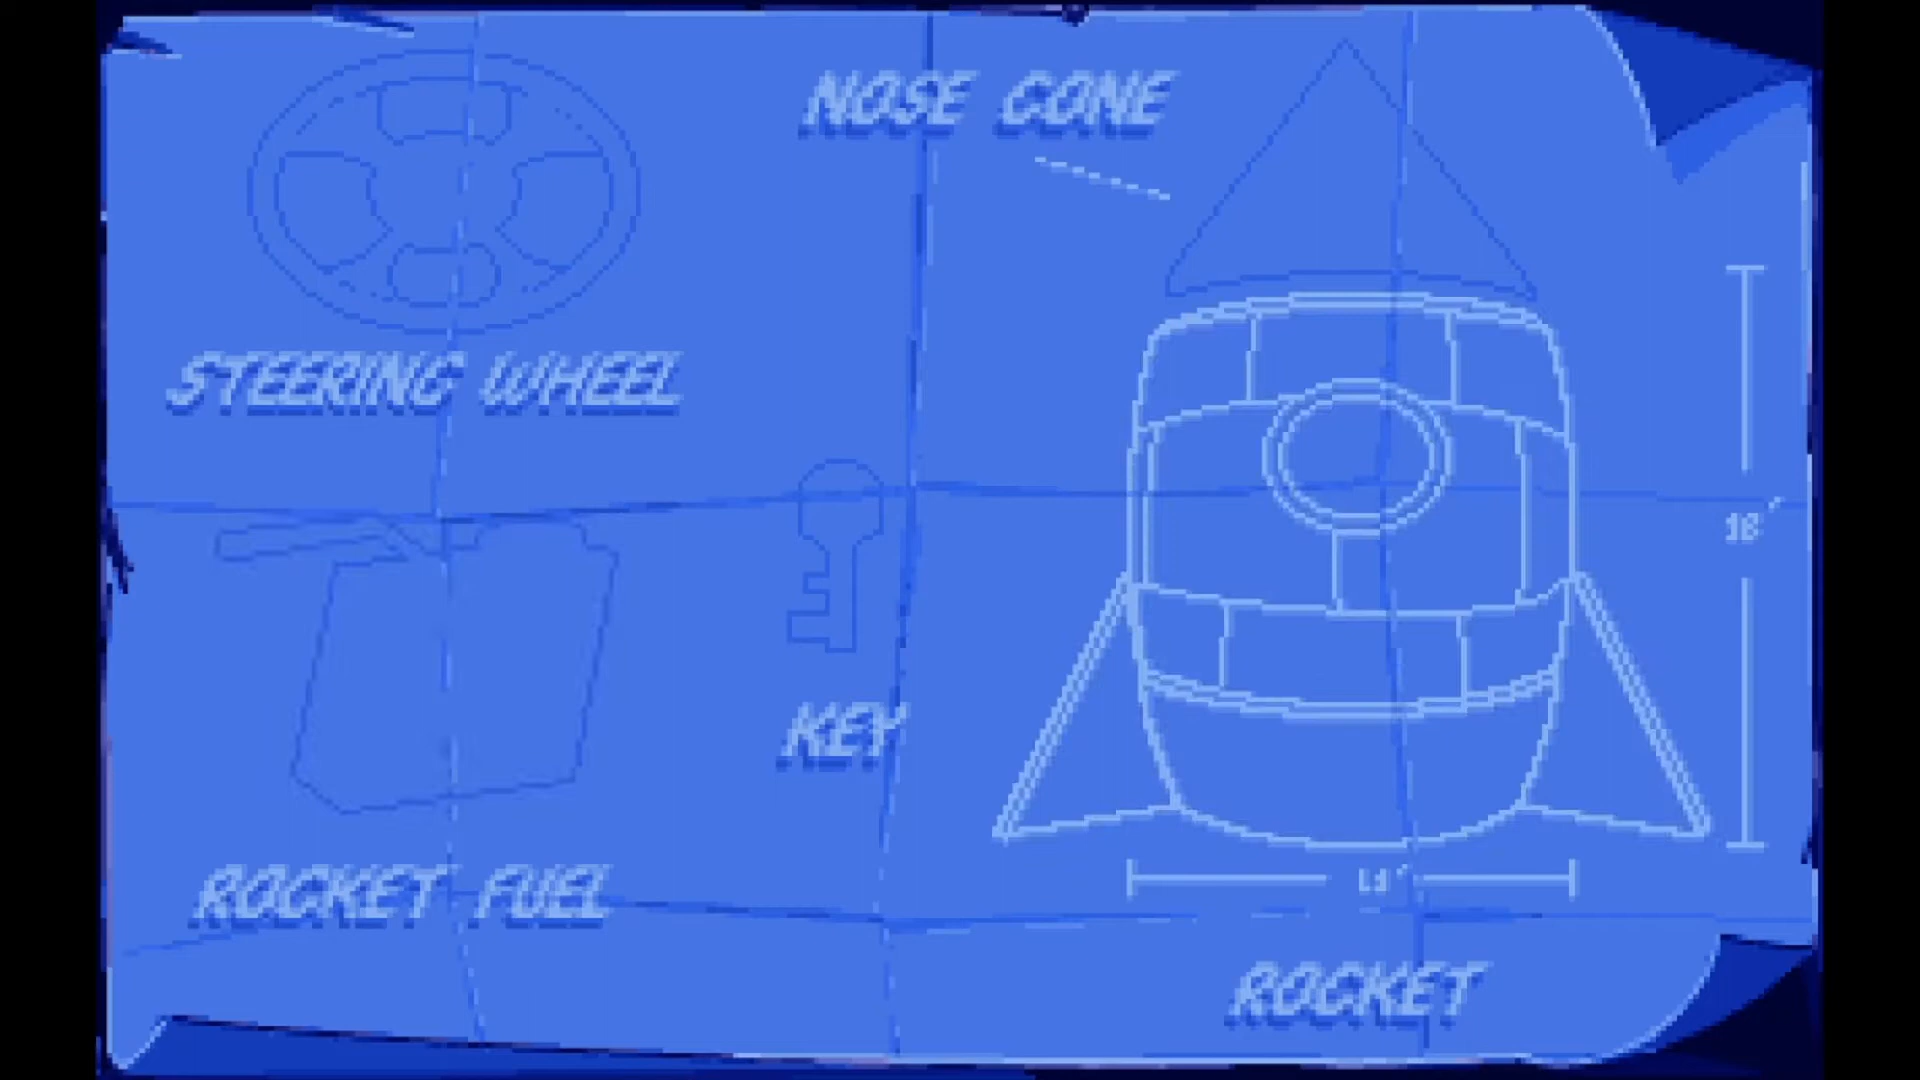 NOSE CONE
STEERING WHEEL
KEY
ROCKET FUEL
ROCKET